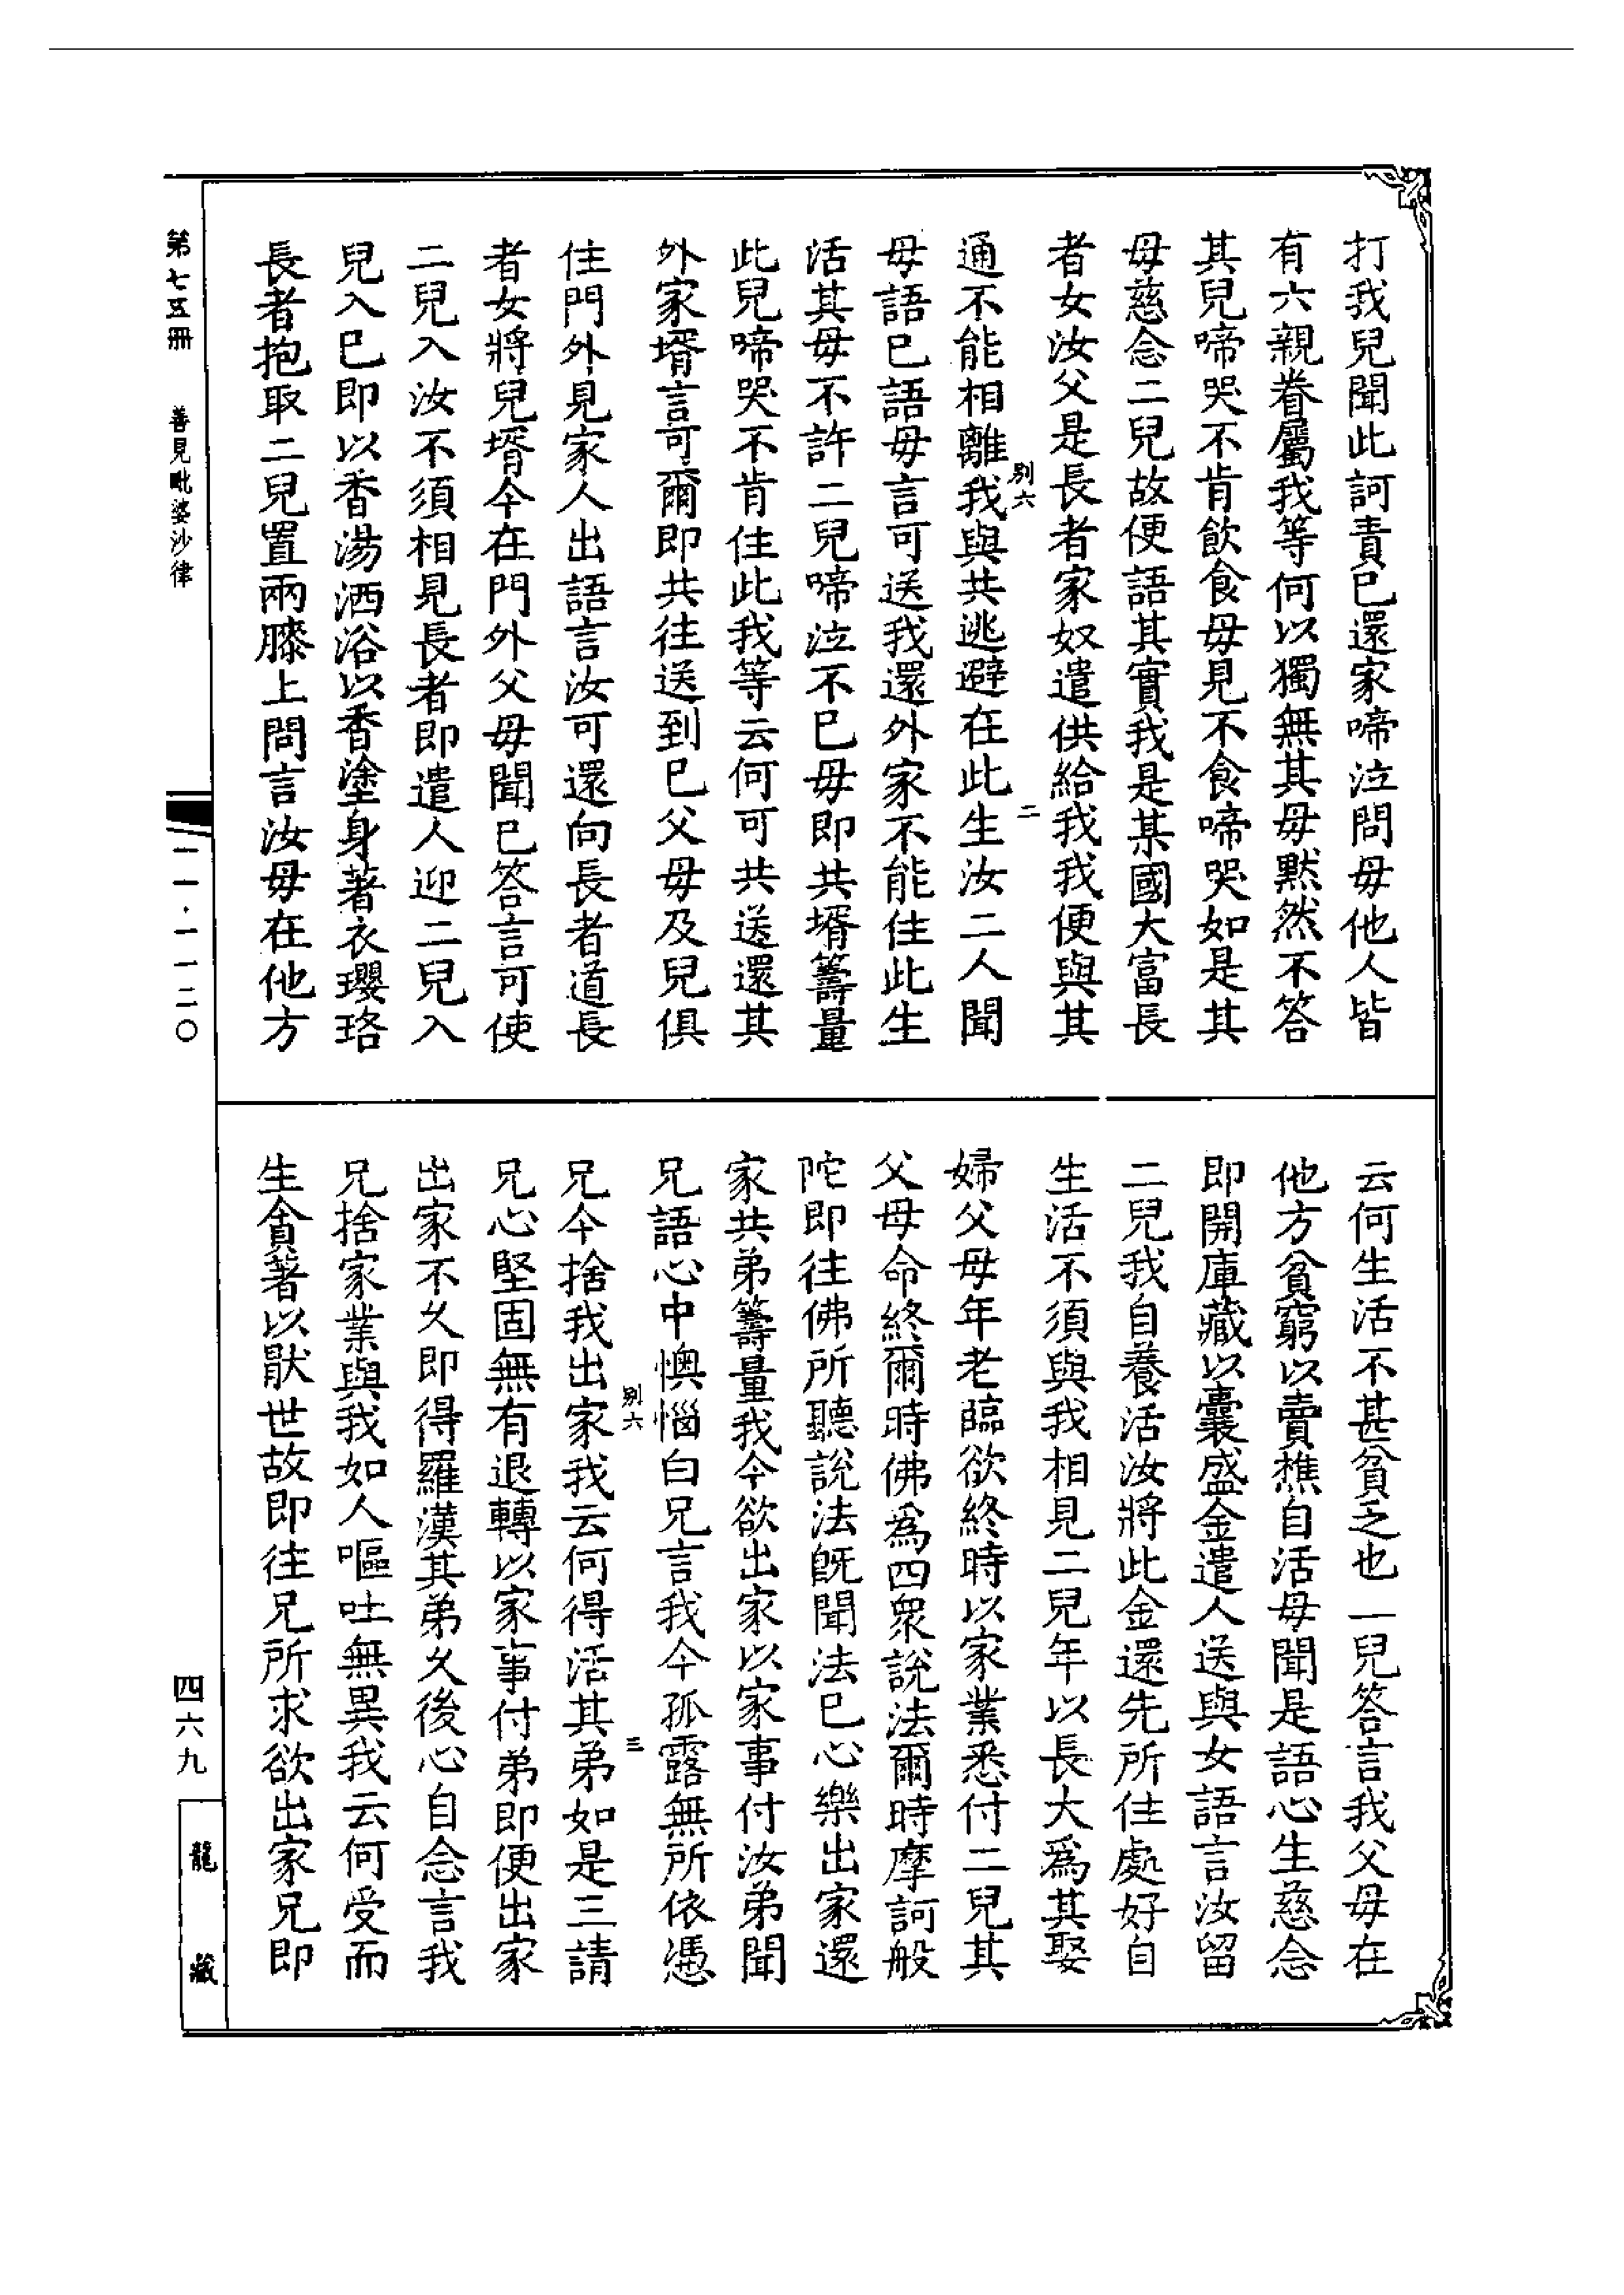 打我兒聞此訶責已還家啼泣問母他人皆
有六親眷屬我等何以獨無其母黙然不答
其兒啼哭不肯飲食母見不食啼哭如是其
母慈念二兒故便語其實我是某國大富長
者女汝父是長者家奴遣供給我我便與其
别六
二
通不能相離我與共逃避在此生汝二人聞
母語已語母言可送我還外家不能住此生
活其母不許二兒啼泣不已母即共壻籌量
此兒啼哭不肯住此我等云何可共送還其
外家壻言可爾即共往送到已父母及兒俱
住門外見家人出語言汝可還向長者道長
者女將兒壻今在門外父母聞已答言可使
二兒入汝不須相見長者即遣人迎二兒入
兒入已即以香湯洒浴以香塗身著衣瓔珞
長者抱取二兒置兩膝上問言汝母在他方
云何生活不甚貧乏也一兒答言我父母在
他方貧窮以賣樵自活母聞是語心生慈念
即開庫藏以囊盛金遣人送與女語言汝留
二兒我自養活汝將此金還先所住處好自
生活不須與我相見二兒年以長大爲其娶
婦父母年老臨欲終時以家業悉付二兒其
父母命終爾時佛爲四衆說法爾時摩訶般
陀即往佛所聽說法旣聞法已心樂出家還
家共弟籌量我今欲出家以家事付汝弟聞
兄語心中懊惱白兄言我今孤露無所依憑
别六
三
兄今捨我出家我云何得活其弟如是三請
兄心堅固無有退轉以家事付弟即便出家
出家不久即得羅漢其弟久後心自念言我
兄捨家業與我如人嘔吐無異我云何受而
生貪著以猒世故即往兄所求欲出家兄即
第七五冊
善見毗婆沙律
一一一·一一二〇
四六九
龍藏